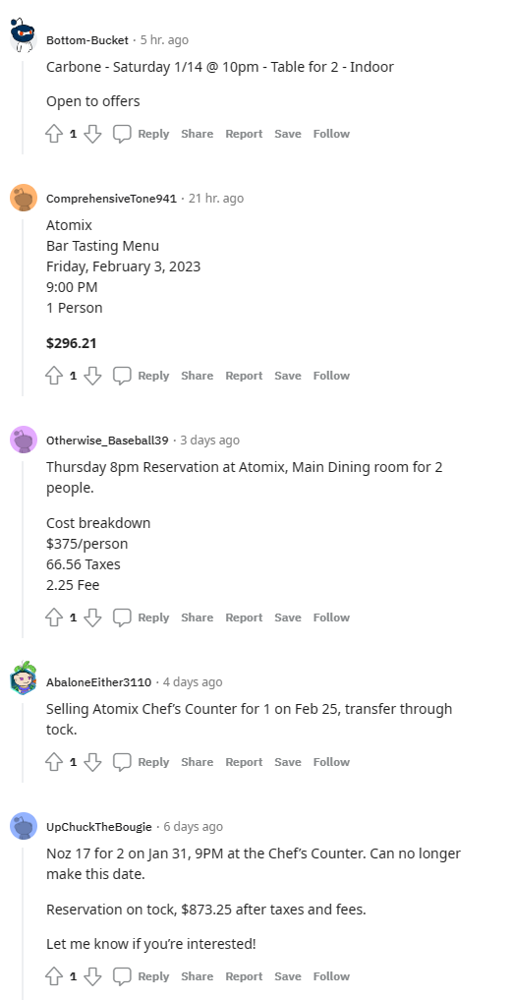 Bottom-Bucket · 5 hr. ago
Carbone - Saturday 1/14 @ 10pm - Table for 2 - Indoor
Open to offers
1 Reply Share Report Save Follow
ComprehensiveTone941 · 21 hr. ago
Atomix
Bar Tasting Menu
Friday, February 3, 2023
9:00 PM
1 Person
$296.21
1 Reply Share Report Save Follow
Otherwise_Baseball39 · 3 days ago
Thursday 8pm Reservation at Atomix, Main Dining room for 2
people.
Cost breakdown
$375/person
66.56 Taxes
2.25 Fee
1 Reply Share Report Save Follow
AbaloneEither3110 · 4 days ago
Selling Atomix Chef’s Counter for 1 on Feb 25, transfer through
tock.
1 Reply Share Report Save Follow
UpChuckTheBougie · 6 days ago
Noz 17 for 2 on Jan 31, 9PM at the Chef’s Counter. Can no longer
make this date.
Reservation on tock, $873.25 after taxes and fees.
Let me know if you’re interested!
1 Reply Share Report Save Follow